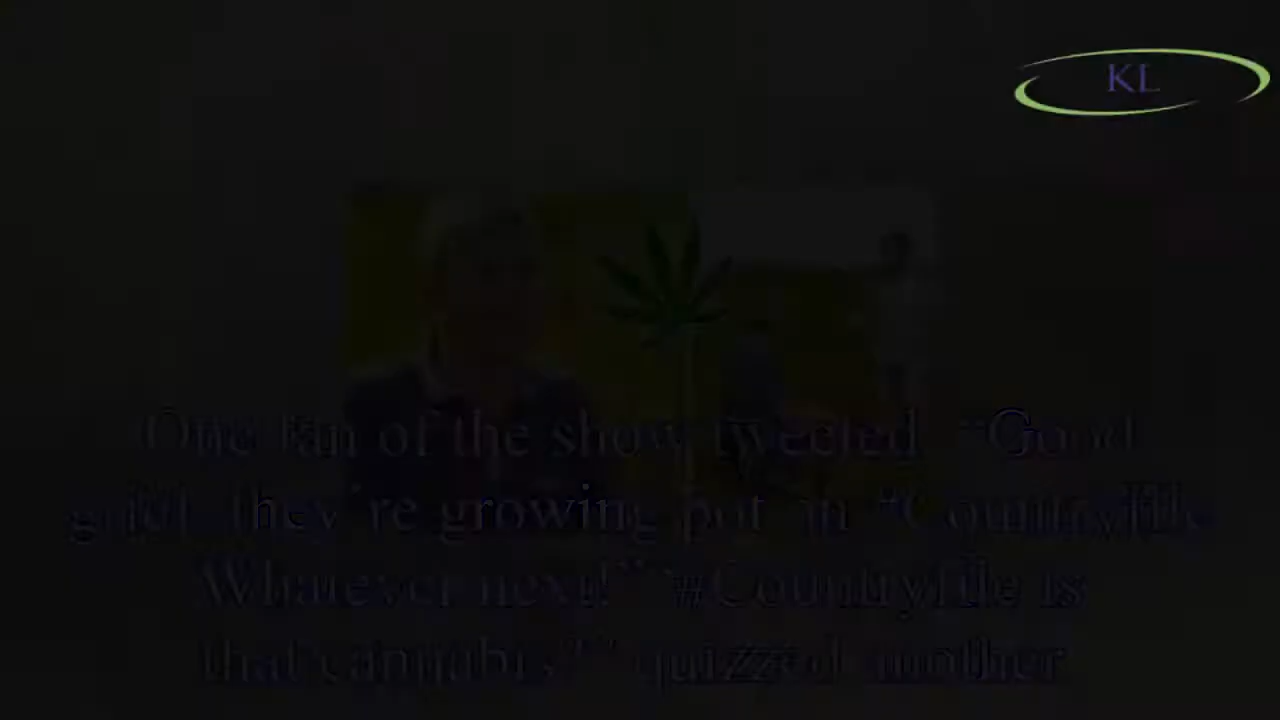 KL
One fan of the show tweeted "Good
grief, they're growing pot in "Countryfile
Whatever next!" "#Countryfile is
that cannabis?" quizzed another